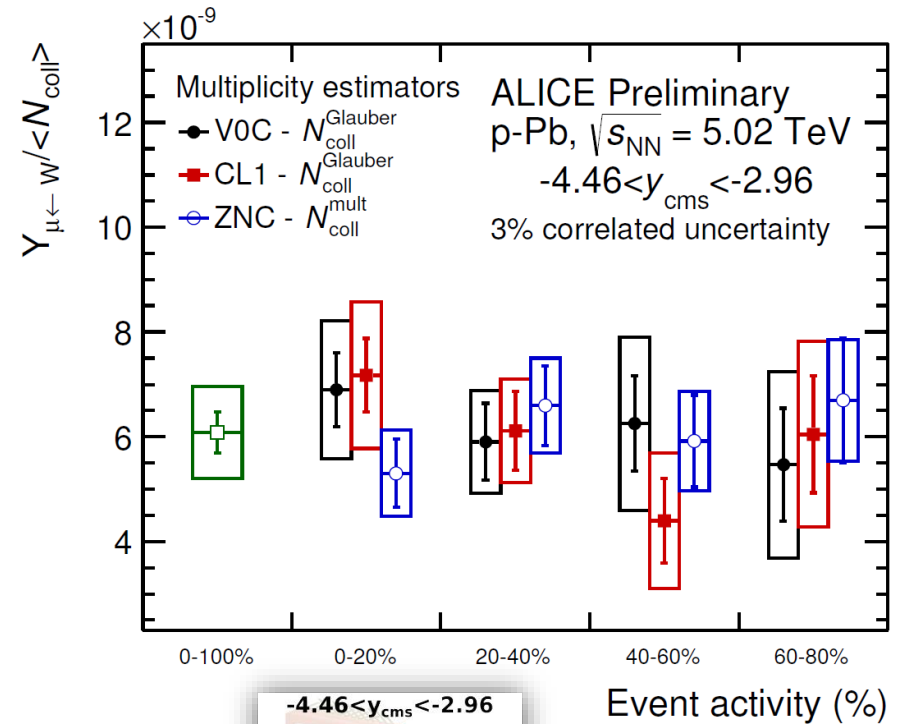 ×10⁻⁹
Y_μ← w/<N_coll>
Multiplicity estimators
V0C - N_coll^Glauber
CL1 - N_coll^Glauber
ZNC - N_coll^mult
ALICE Preliminary
p-Pb, √s_NN = 5.02 TeV
-4.46<y_cms<-2.96
3% correlated uncertainty
12
10
8
6
4
0-100% 0-20% 20-40% 40-60% 60-80%
Event activity (%)
-4.46<y_cms<-2.96